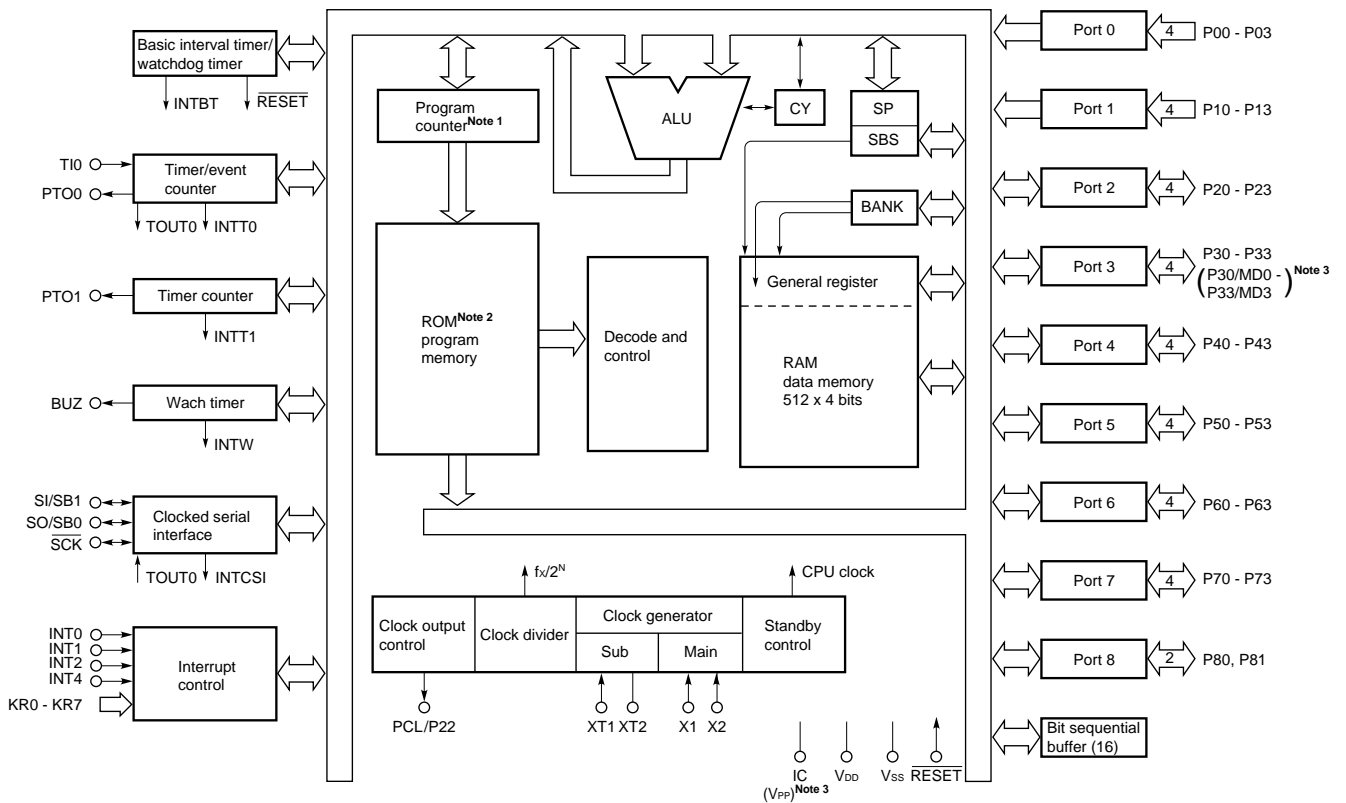 Basic interval timer/
watchdog timer
INTBT
RESET
TI0
PTO0
Timer/event
counter
TOUT0
INTT0
PTO1
Timer counter
INTT1
BUZ
Wach timer
INTW
SI/SB1
SO/SB0
SCK
Clocked serial
interface
TOUT0
INTCSI
INT0
INT1
INT2
INT4
KR0 - KR7
Interrupt
control
Program
counterNote 1
ALU
CY
SP
SBS
BANK
ROMNote 2
program
memory
Decode and
control
General register
RAM
data memory
512 x 4 bits
fX/2N
CPU clock
Clock output
control
Clock divider
Clock generator
Sub
Main
Standby
control
PCL/P22
XT1
XT2
X1
X2
IC
(VPP)Note 3
VDD
VSS
RESET
Port 0
4
P00 - P03
Port 1
4
P10 - P13
Port 2
4
P20 - P23
Port 3
4
P30 - P33
(P30/MD0 -
P33/MD3)Note 3
Port 4
4
P40 - P43
Port 5
4
P50 - P53
Port 6
4
P60 - P63
Port 7
4
P70 - P73
Port 8
2
P80, P81
Bit sequential
buffer (16)